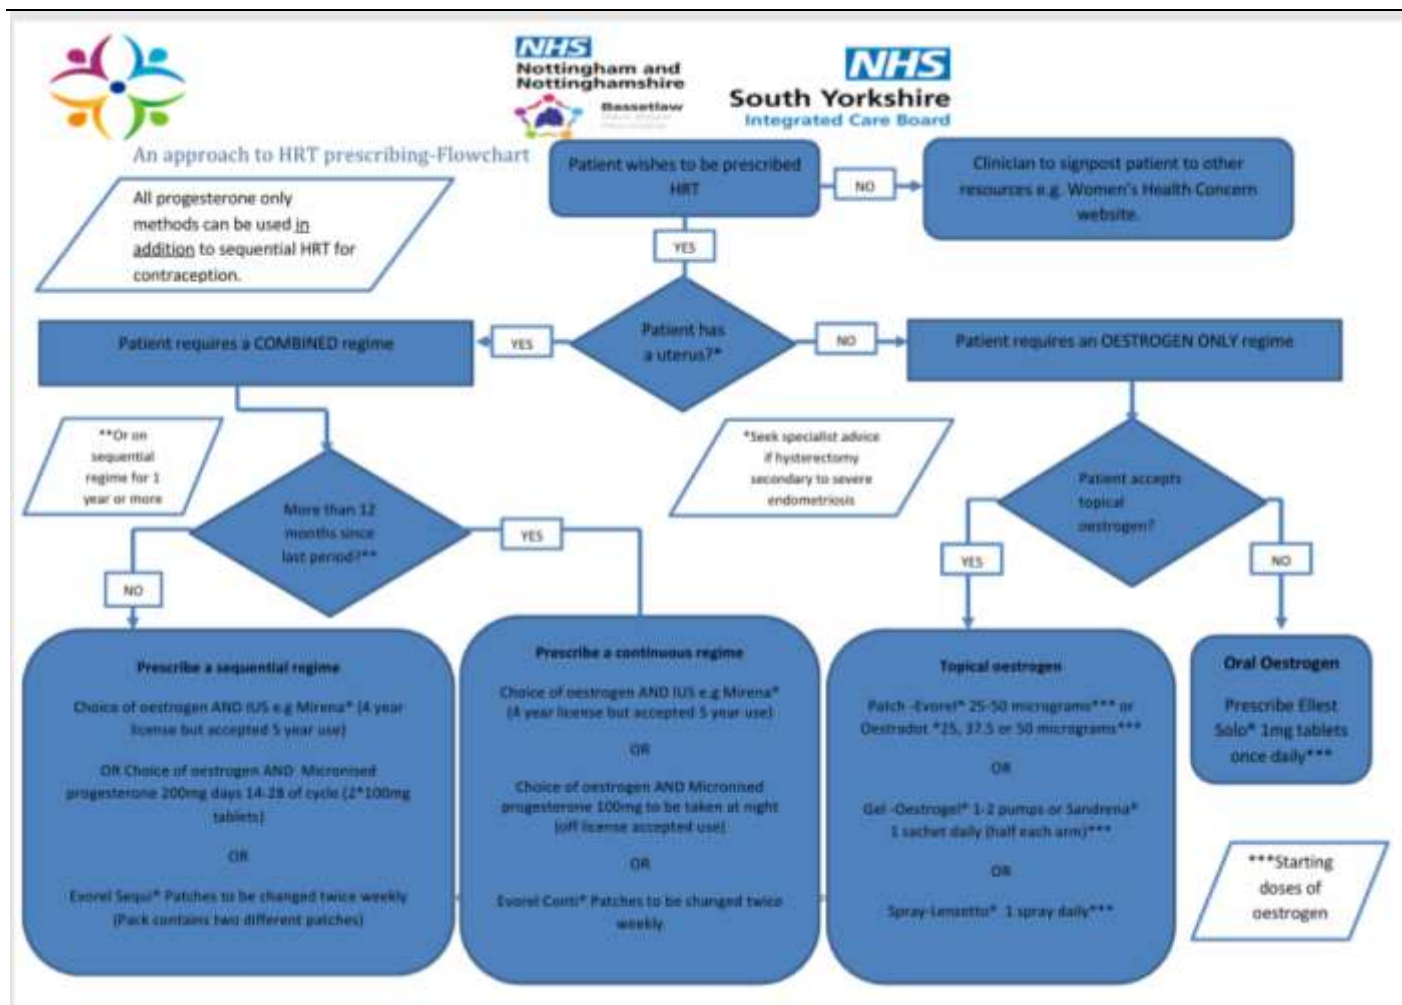 NHS
Nottingham and
Nottinghamshire
Bassetlaw
NHS
South Yorkshire
Integrated Care Board
An approach to HRT prescribing-Flowchart
All progesterone only
methods can be used in
addition to sequential HRT for
contraception.
Patient wishes to be prescribed
HRT
NO
Clinician to signpost patient to other
resources e.g. Women's Health Concern
website.
YES
Patient requires a COMBINED regime
YES
Patient has
a uterus?*
NO
Patient requires an OESTROGEN ONLY regime
**Or on
sequential
regime for 1
year or more
*Seek specialist advice
if hysterectomy
secondary to severe
endometriosis
More than 12
months since
last period?**
YES
NO
Patient accepts
topical
oestrogen?
YES
NO
Prescribe a sequential regime
Choice of oestrogen AND IUS e.g Mirena® (4 year
license but accepted 5 year use)
OR Choice of oestrogen AND Micronised
progesterone 200mg days 14-28 of cycle (2*100mg
tablets)
OR
Evorel Sequi® Patches to be changed twice weekly
(Pack contains two different patches)
Prescribe a continuous regime
Choice of oestrogen AND IUS e.g Mirena®
(4 year license but accepted 5 year use)
OR
Choice of oestrogen AND Micronised
progesterone 100mg to be taken at night
(off license accepted use)
OR
Evorel Conti® Patches to be changed twice
weekly
Topical oestrogen
Patch -Evorel® 25-50 micrograms*** or
Oestradot ®25, 37.5 or 50 micrograms***
OR
Gel -Oestrogel® 1-2 pumps or Sandrena®
1 sachet daily (half each arm)***
OR
Spray-Lenzetto® 1 spray daily***
Oral Oestrogen
Prescribe Ellest
Solo® 1mg tablets
once daily***
***Starting
doses of
oestrogen